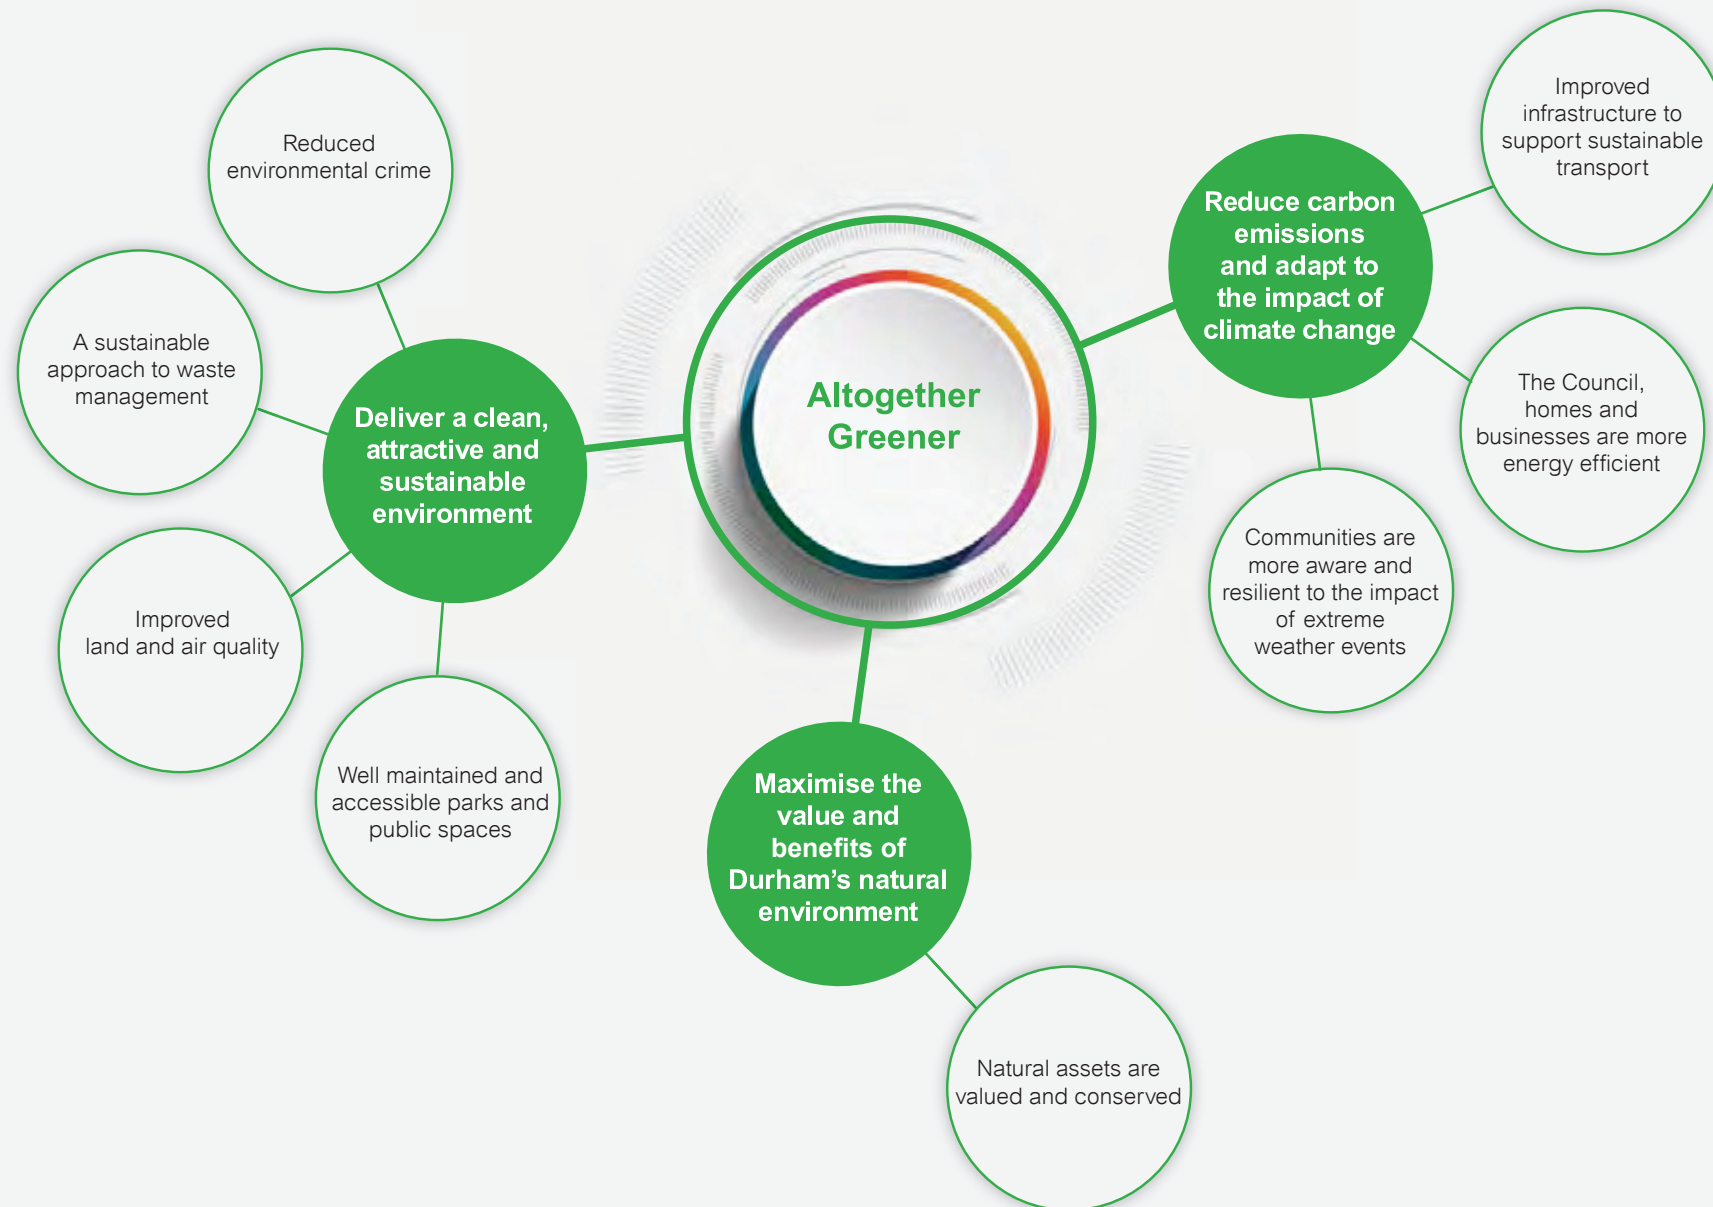 Altogether
Greener
Deliver a clean,
attractive and
sustainable
environment
Reduced
environmental crime
A sustainable
approach to waste
management
Improved
land and air quality
Well maintained and
accessible parks and
public spaces
Reduce carbon
emissions
and adapt to
the impact of
climate change
Improved
infrastructure to
support sustainable
transport
The Council,
homes and
businesses are more
energy efficient
Communities are
more aware and
resilient to the impact
of extreme
weather events
Maximise the
value and
benefits of
Durham’s natural
environment
Natural assets are
valued and conserved